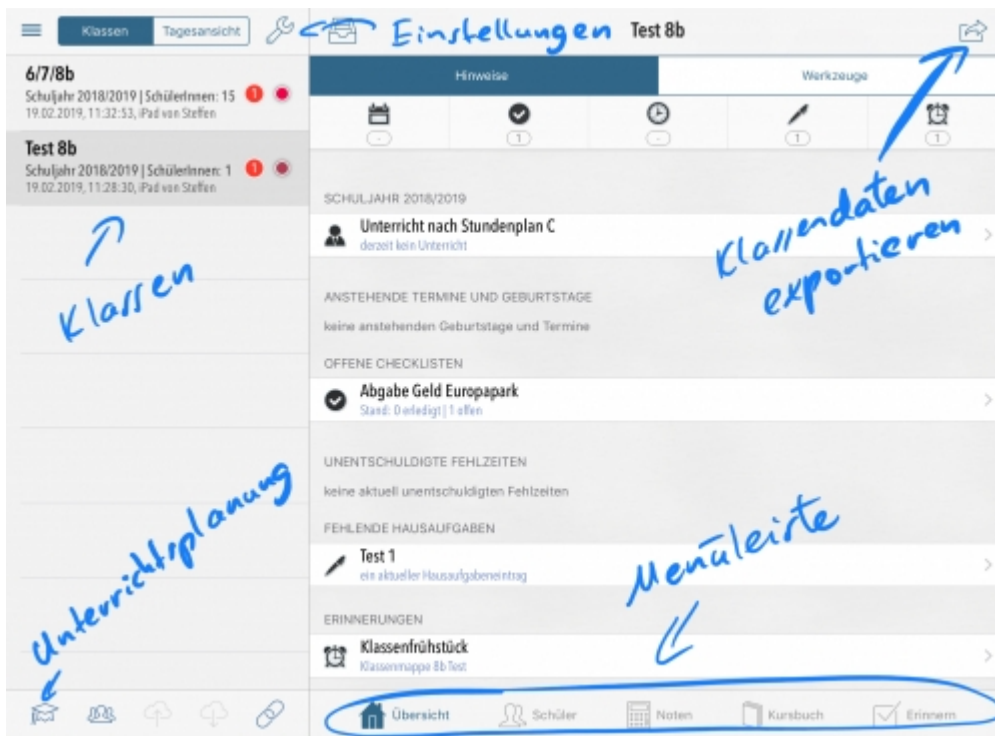 Klassen
Tagesansicht
Einstellungen
Test 8b
6/7/8b
Schuljahr 2018/2019 | SchülerInnen: 15
1
19.02.2019, 11:32:53, iPad von Steffen
Test 8b
Schuljahr 2018/2019 | SchülerInnen: 1
1
19.02.2019, 11:28:30, iPad von Steffen
Klassen
Unterrichtsplanung
Hinweise
Werkzeuge
-
1
-
1
1
Klassendaten
exportieren
SCHULJAHR 2018/2019
Unterricht nach Stundenplan C
derzeit kein Unterricht
ANSTEHENDE TERMINE UND GEBURTSTAGE
keine anstehenden Geburtstage und Termine
OFFENE CHECKLISTEN
Abgabe Geld Europapark
Stand: 0 erledigt | 1 offen
UNENTSCHULDIGTE FEHLZEITEN
keine aktuell unentschuldigten Fehlzeiten
FEHLENDE HAUSAUFGABEN
Test 1
ein aktueller Hausaufgabeneintrag
Menüleiste
ERINNERUNGEN
Klassenfrühstück
Klassenmappe 8b Test
Übersicht
Schüler
Noten
Kursbuch
Erinnern